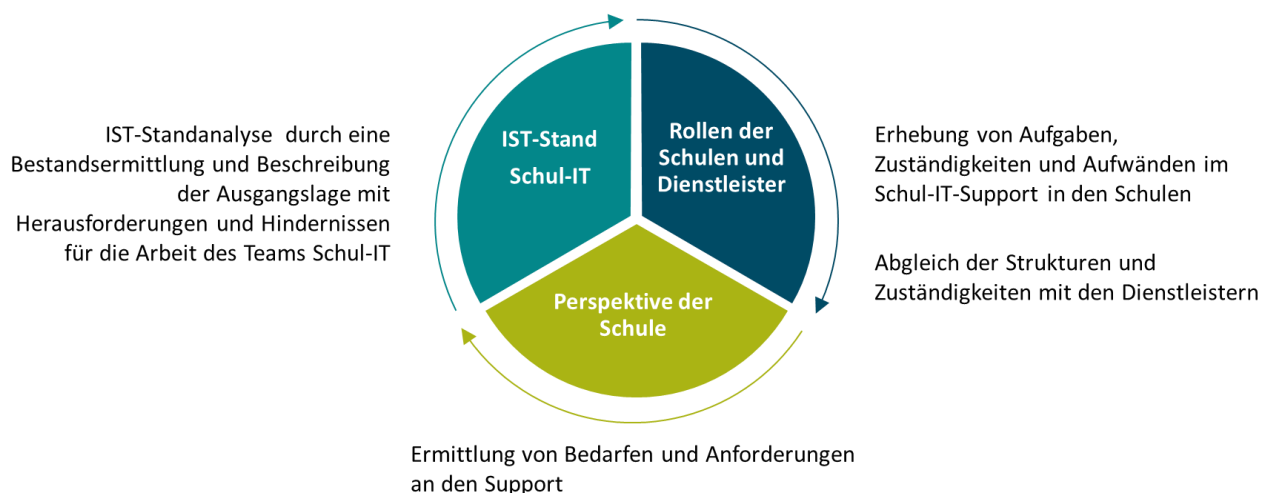 IST-Standanalyse durch eine
Bestandsermittlung und Beschreibung
der Ausgangslage mit
Herausforderungen und Hindernissen
für die Arbeit des Teams Schul-IT
IST-Stand
Schul-IT
Rollen der
Schulen und
Dienstleister
Erhebung von Aufgaben,
Zuständigkeiten und Aufwänden im
Schul-IT-Support in den Schulen
Abgleich der Strukturen und
Zuständigkeiten mit den Dienstleistern
Perspektive der
Schule
Ermittlung von Bedarfen und Anforderungen
an den Support